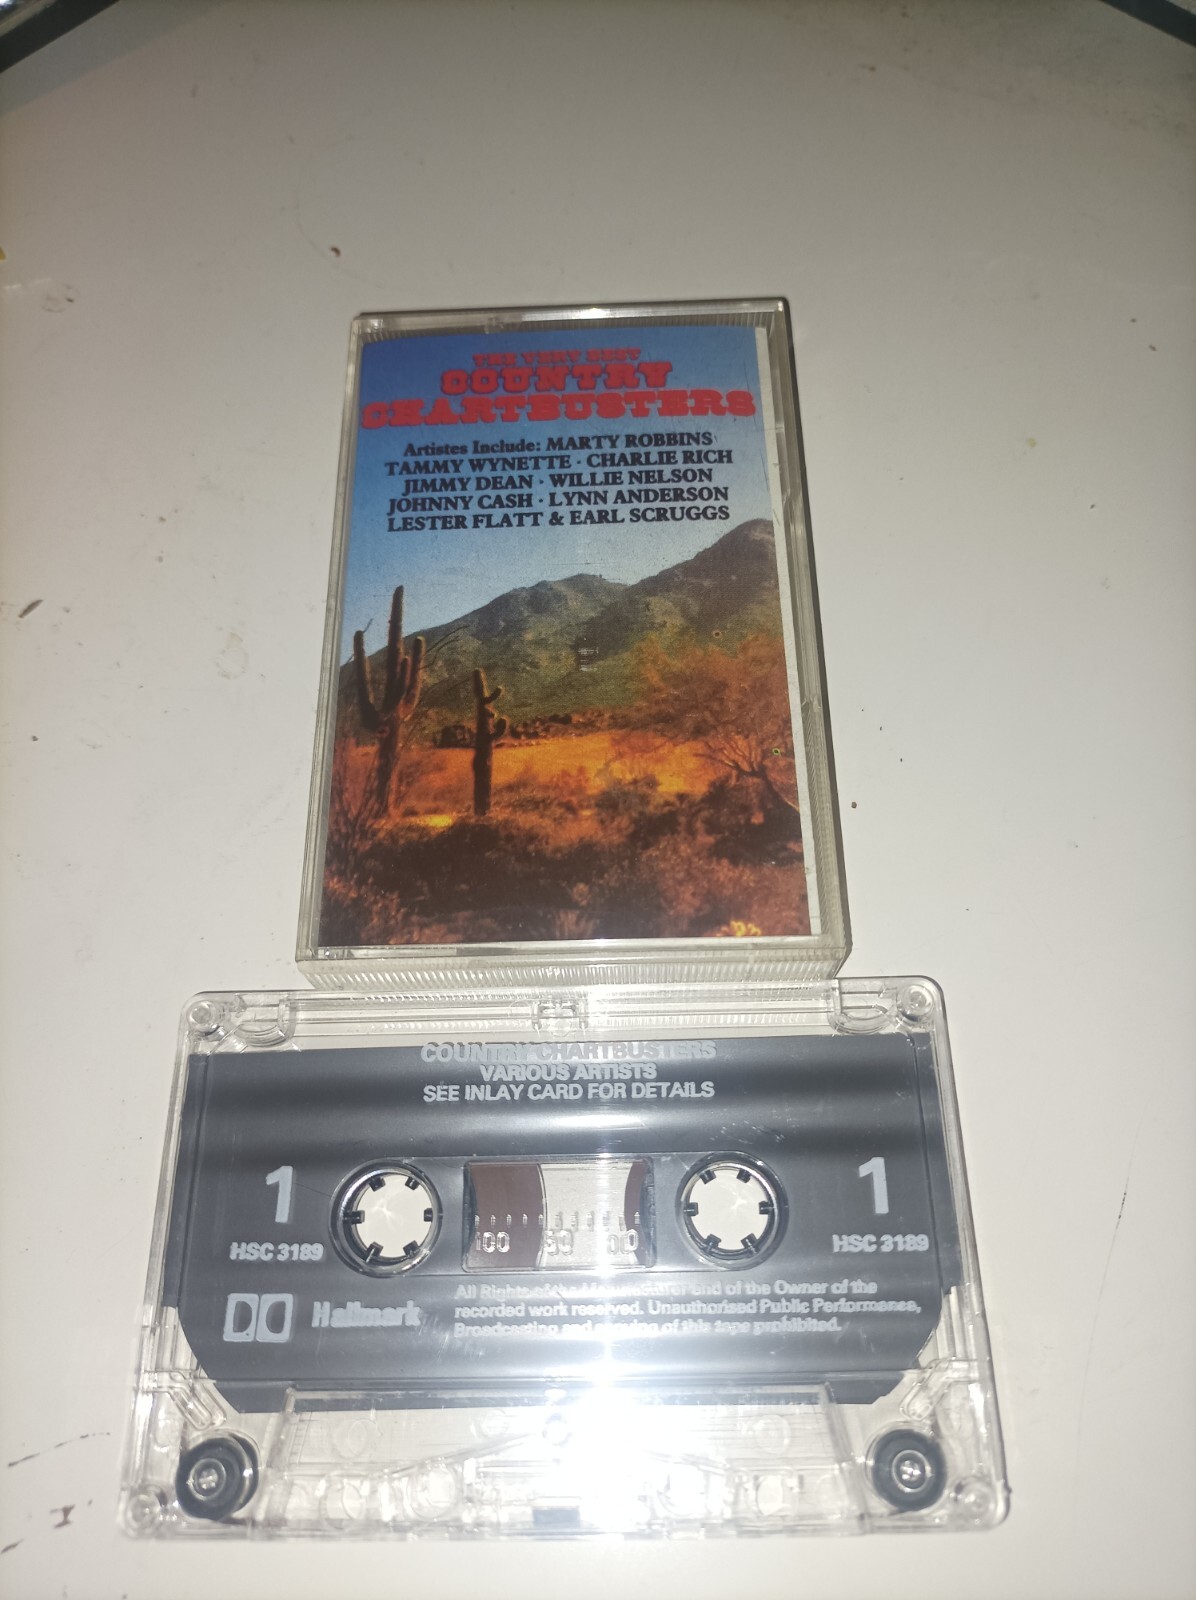 THE VERY BEST
COUNTRY
CHARTBUSTERS
Artistes Include: MARTY ROBBINS
TAMMY WYNETTE · CHARLIE RICH
JIMMY DEAN · WILLIE NELSON
JOHNNY CASH · LYNN ANDERSON
LESTER FLATT & EARL SCRUGGS
COUNTRY CHARTBUSTERS
VARIOUS ARTISTS
SEE INLAY CARD FOR DETAILS
1 1
HSC 3189 HSC 3189
100 50 00
Hallmark
All Rights of the Manufacturer and of the Owner of the
recorded work reserved. Unauthorised Public Performance,
Broadcasting and copying of this tape prohibited.